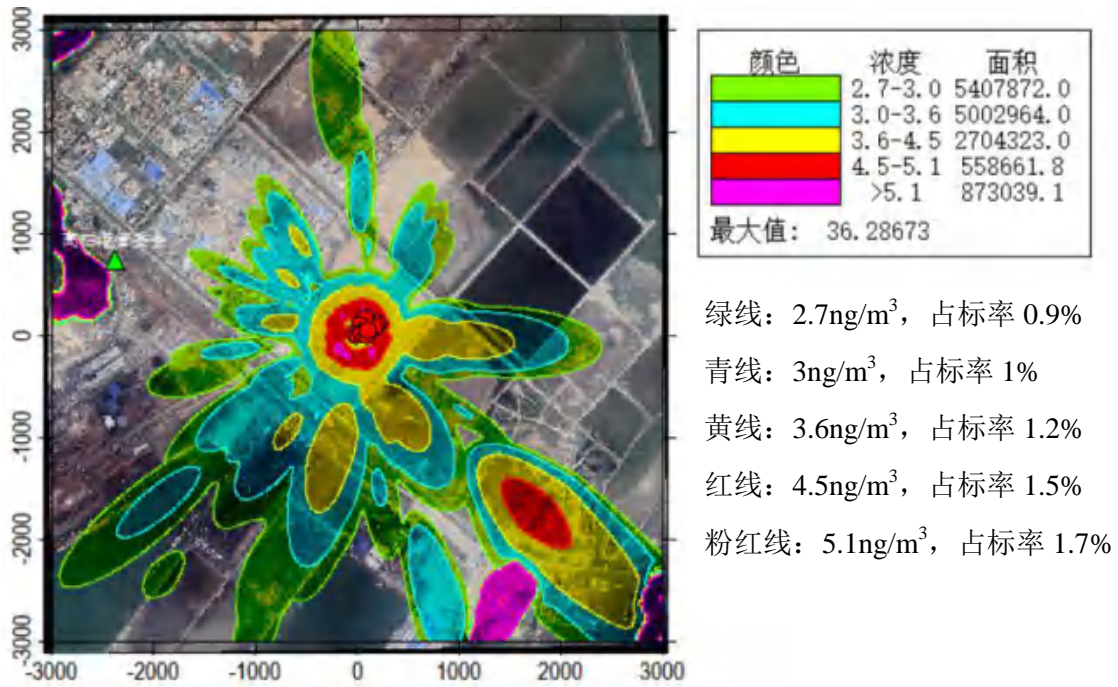 3000
2000
1000
0
-1000
-2000
-3000
-3000 -2000 -1000 0 1000 2000 3000
颜色 浓度 面积
2.7-3.0 5407872.0
3.0-3.6 5002964.0
3.6-4.5 2704323.0
4.5-5.1 558661.8
>5.1 873039.1
最大值: 36.28673
绿线：2.7ng/m³，占标率 0.9%
青线：3ng/m³，占标率 1%
黄线：3.6ng/m³，占标率 1.2%
红线：4.5ng/m³，占标率 1.5%
粉红线：5.1ng/m³，占标率 1.7%